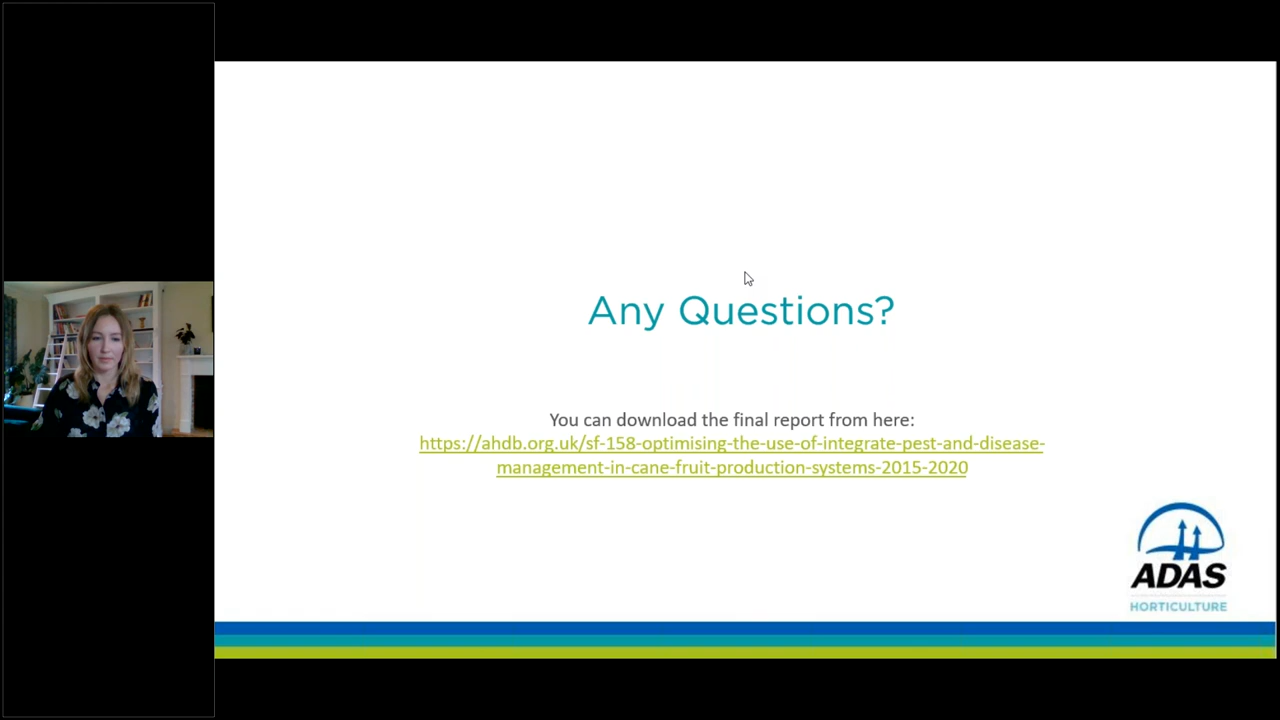 Any Questions?
You can download the final report from here:
https://ahdb.org.uk/sf-158-optimising-the-use-of-integrate-pest-and-disease-
management-in-cane-fruit-production-systems-2015-2020
ADAS
HORTICULTURE